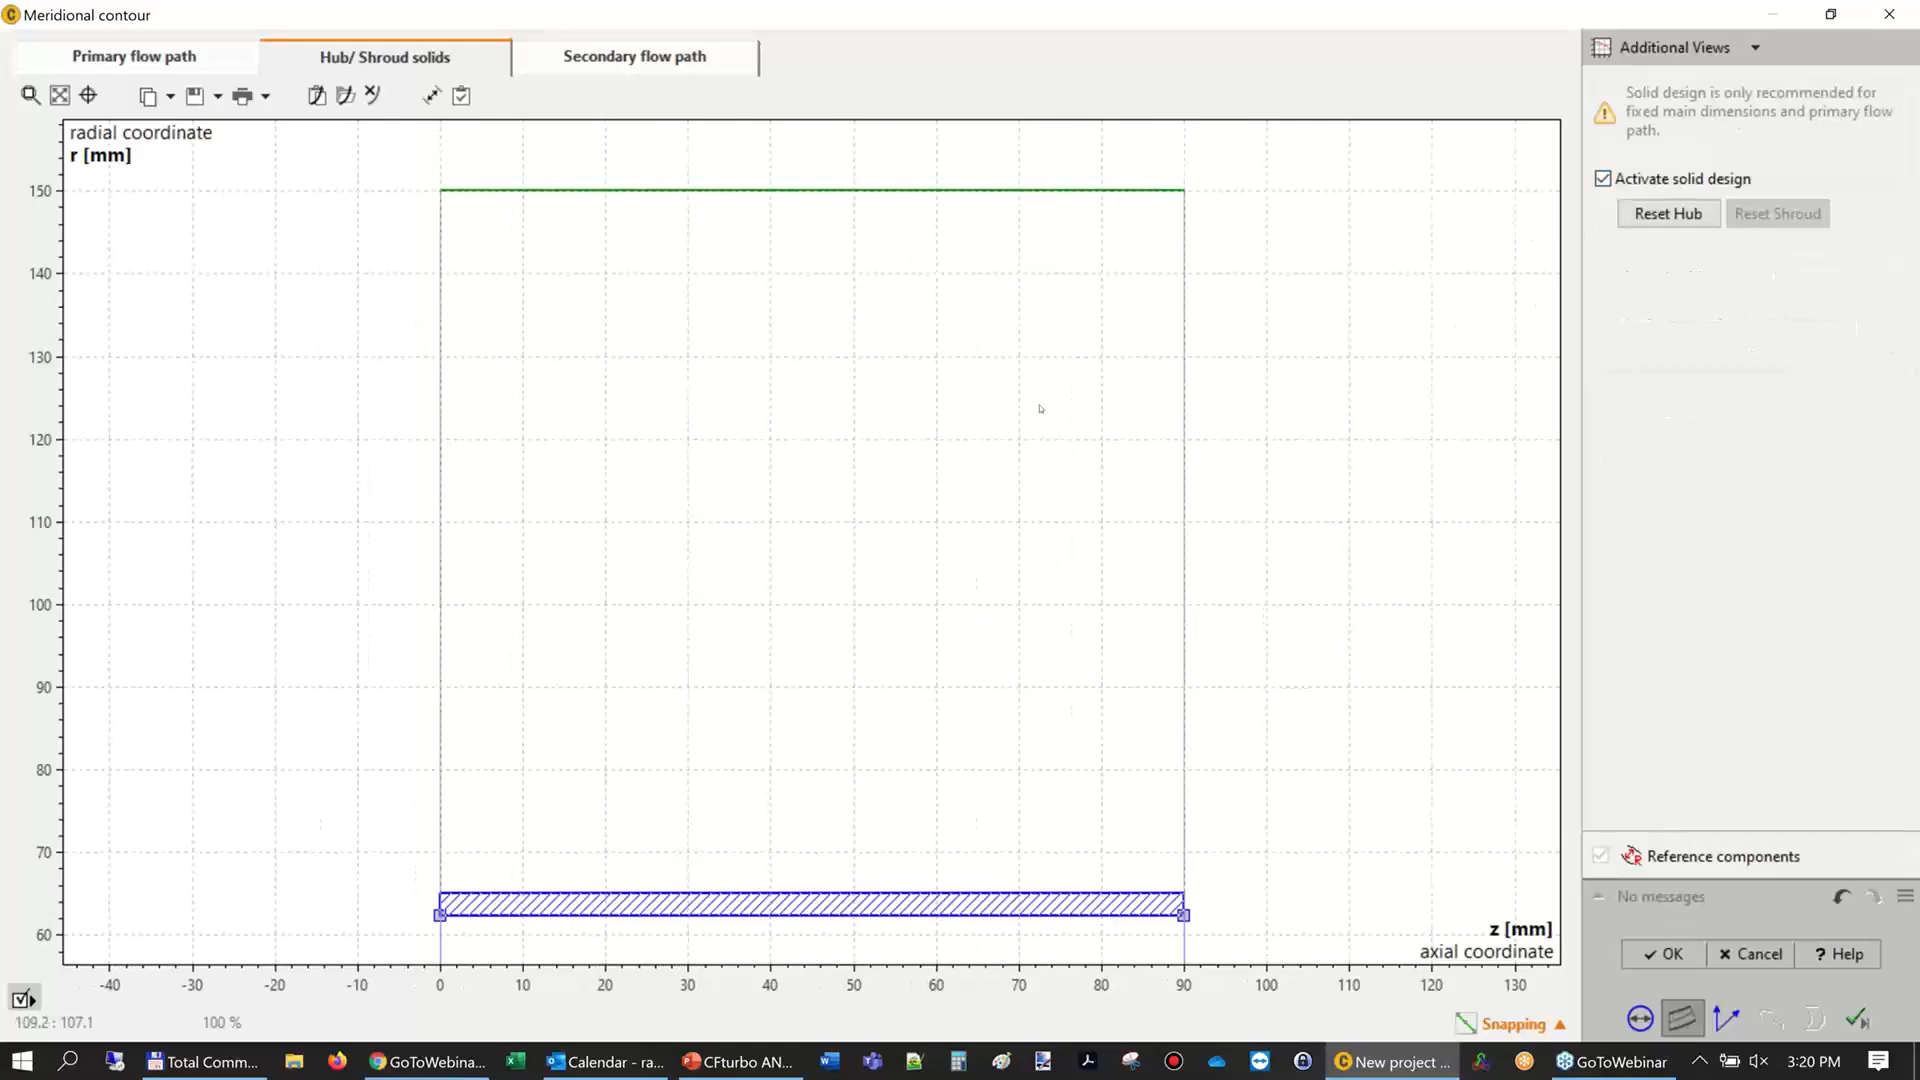 Meridional contour
Primary flow path
Hub/ Shroud solids
Secondary flow path
Additional Views
Solid design is only recommended for
fixed main dimensions and primary flow
path.
Activate solid design
Reset Hub
Reset Shroud
radial coordinate
r [mm]
150
140
130
120
110
100
90
80
70
60
z [mm]
axial coordinate
-40
-30
-20
-10
0
10
20
30
40
50
60
70
80
90
100
110
120
130
109.2 : 107.1
100 %
Snapping
Reference components
No messages
OK
Cancel
? Help
Total Comm...
GoToWebina...
Calendar - ra...
CFturbo AN...
New project ...
GoToWebinar
3:20 PM